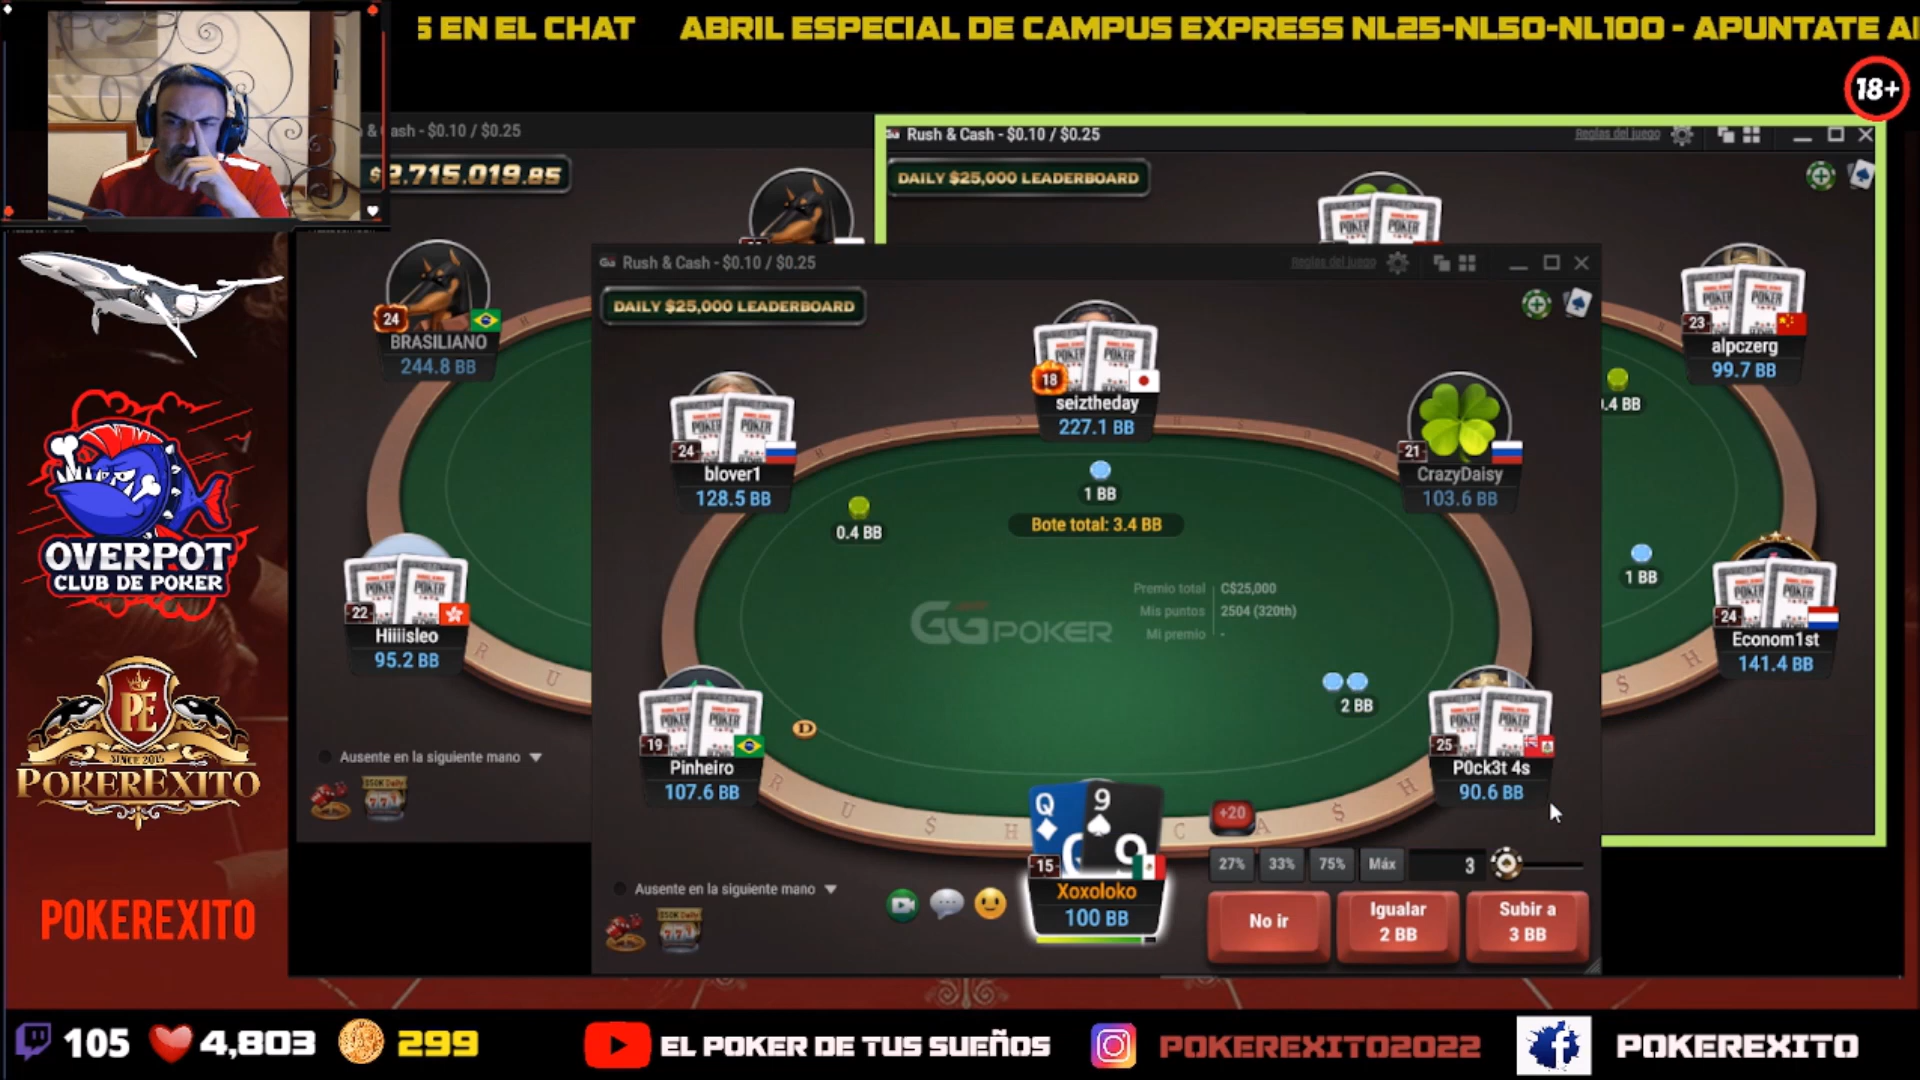 S EN EL CHAT
ABRIL ESPECIAL DE CAMPUS EXPRESS NL25-NL50-NL100 - APUNTATE
18+
& Cash - $0.10 / $0.25
$2,715,019.85
Rush & Cash - $0.10 / $0.25
Reglas del juego
DAILY $25,000 LEADERBOARD
24
BRASILIANO
244.8 BB
22
Hiiiisleo
95.2 BB
Ausente en la siguiente mano
23
alpczerg
99.7 BB
0.4 BB
1 BB
24
Econom1st
141.4 BB
Rush & Cash - $0.10 / $0.25
Reglas del juego
DAILY $25,000 LEADERBOARD
18
seiztheday
227.1 BB
24
blover1
128.5 BB
21
CrazyDaisy
103.6 BB
1 BB
0.4 BB
Bote total: 3.4 BB
Premio total C$25,000
Mis puntos 2504 (320th)
Mi premio -
GGPOKER
2 BB
19
Pinheiro
107.6 BB
D
25
P0ck3t 4s
90.6 BB
Q 9
15
Xoxoloko
100 BB
+20
27% 33% 75% Máx 3
No ir
Igualar
2 BB
Subir a
3 BB
Ausente en la siguiente mano
OVERPOT
CLUB DE POKER
PE
SINCE 2015
POKEREXITO
POKEREXITO
105 4,803 299
EL POKER DE TUS SUEÑOS
POKEREXITO2022
POKEREXITO